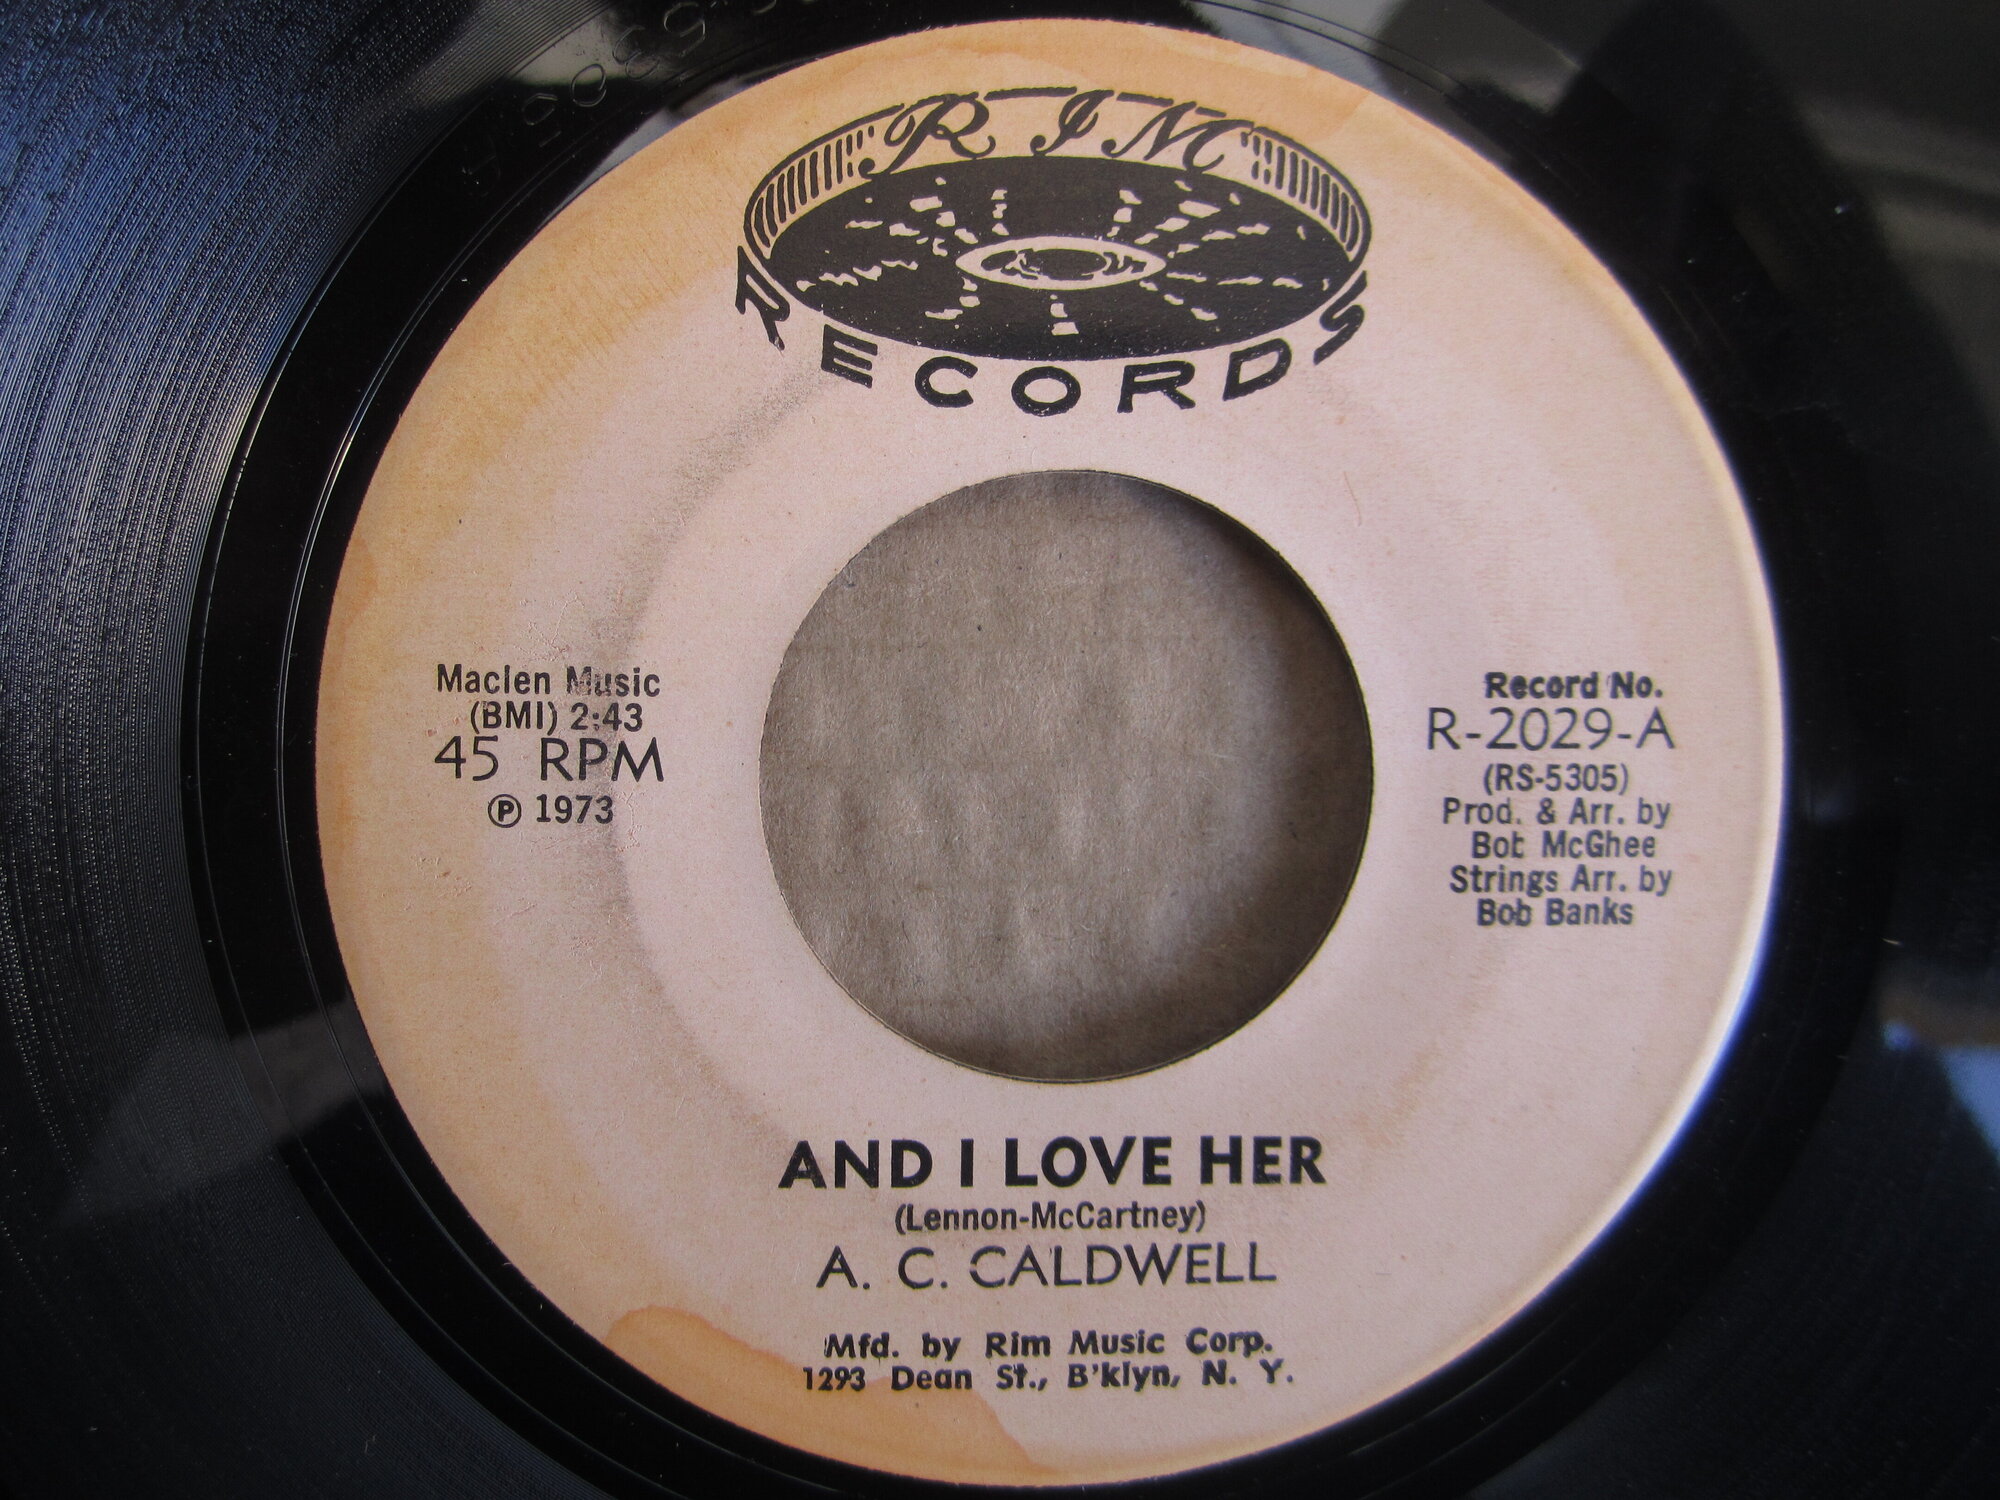 RIM
RECORDS
Maclen Music
(BMI) 2:43
45 RPM
Ⓟ 1973
Record No.
R-2029-A
(RS-5305)
Prod. & Arr. by
Bob McGhee
Strings Arr. by
Bob Banks
AND I LOVE HER
(Lennon-McCartney)
A. C. CALDWELL
Mfd. by Rim Music Corp.
1293 Dean St., B'klyn, N. Y.